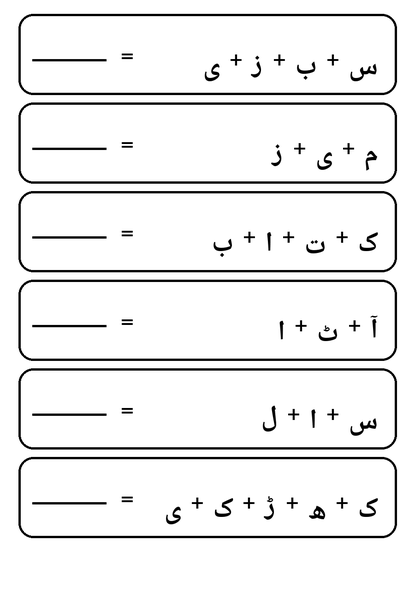 س + ب + ز + ی = ______
م + ی + ز = ______
ک + ت + ا + ب = ______
آ + ٹ + ا = ______
س + ا + ل = ______
ک + ھ + ڑ + ک + ی = ______